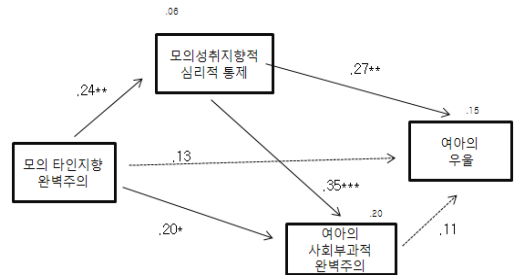 .06
모의성취지향적
심리적 통제
.24**
.27**
.15
여아의
우울
모의 타인지향
완벽주의
.13
.35***
.20*
.20
여아의
사회부과적
완벽주의
.11